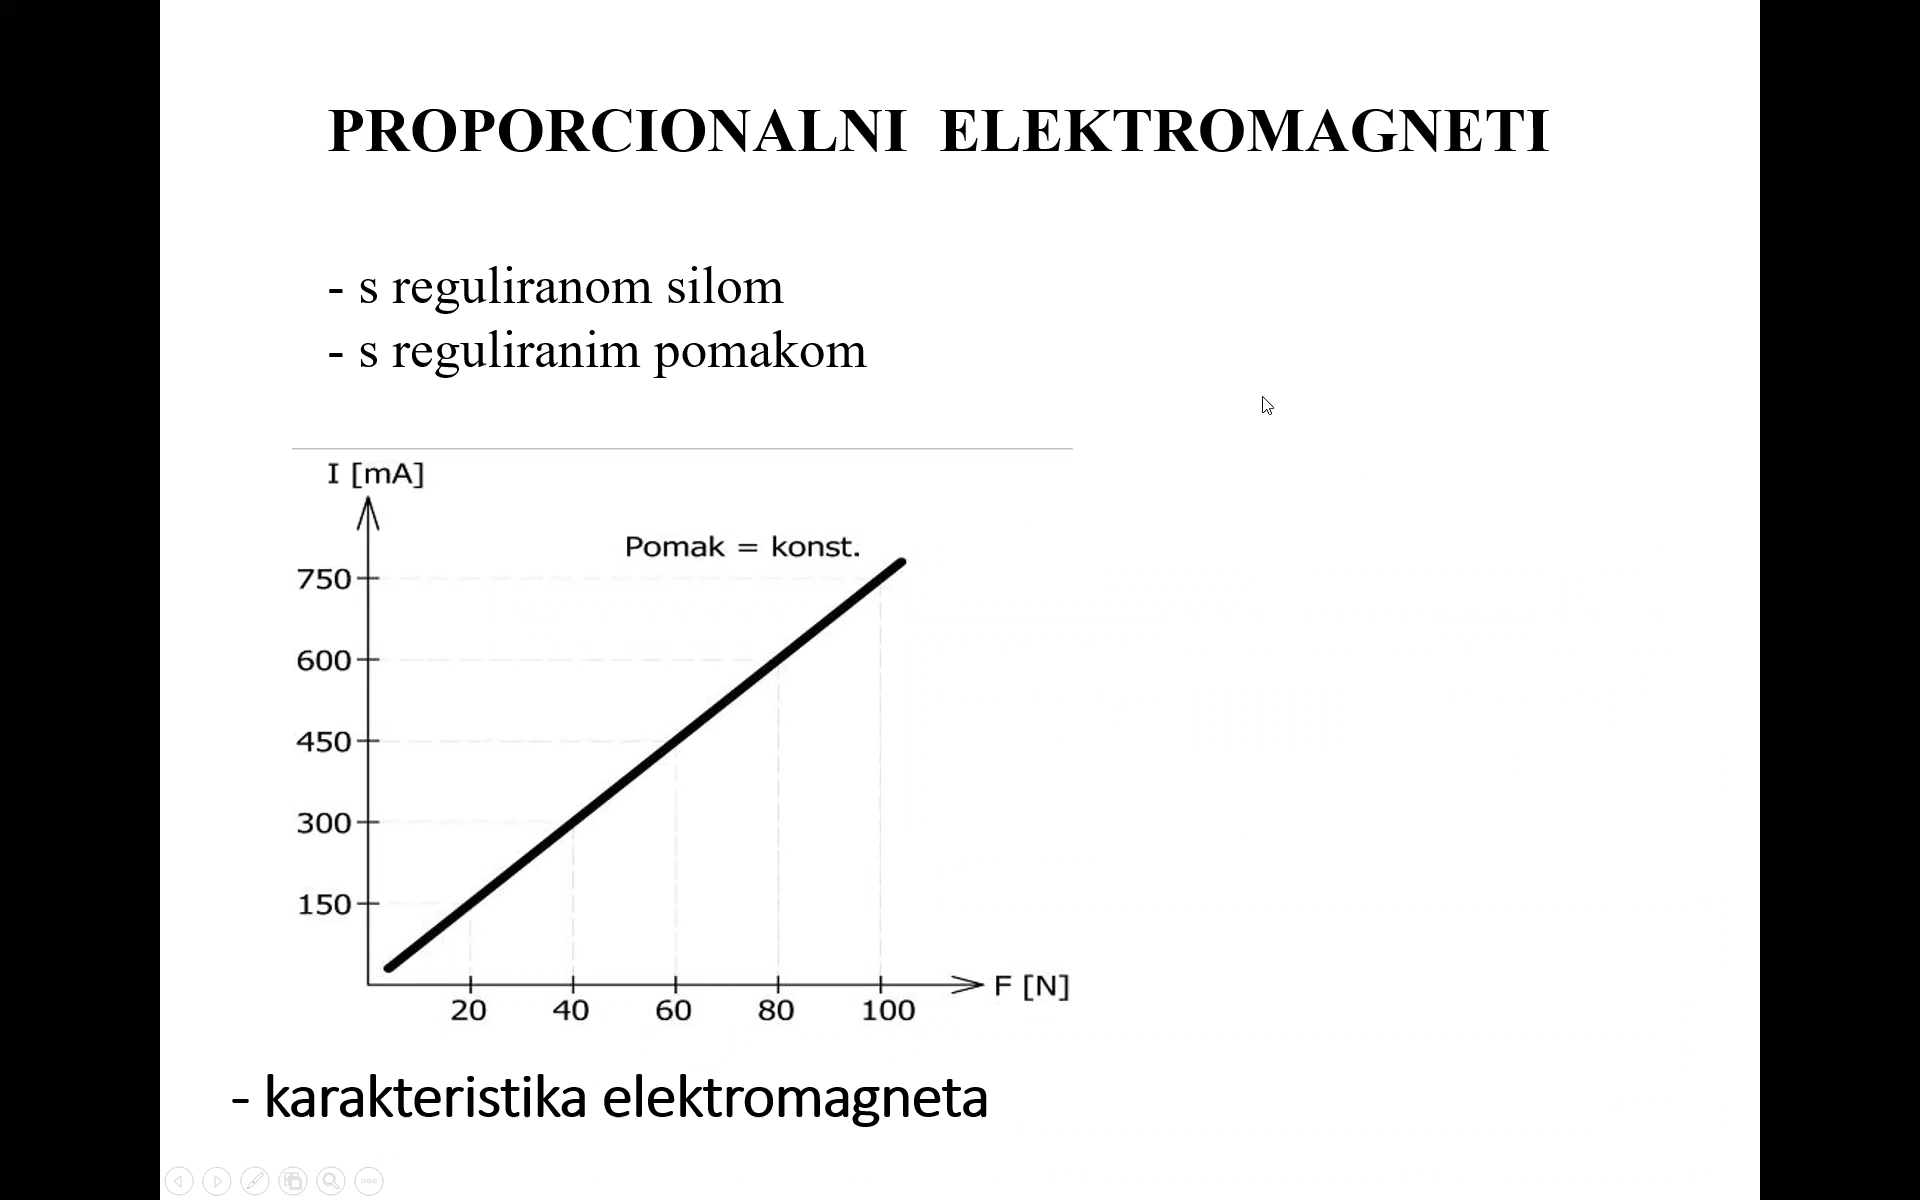 PROPORCIONALNI ELEKTROMAGNETI
- s reguliranom silom
- s reguliranim pomakom
I [mA]
Pomak = konst.
750
600
450
300
150
F [N]
20 40 60 80 100
- karakteristika elektromagneta